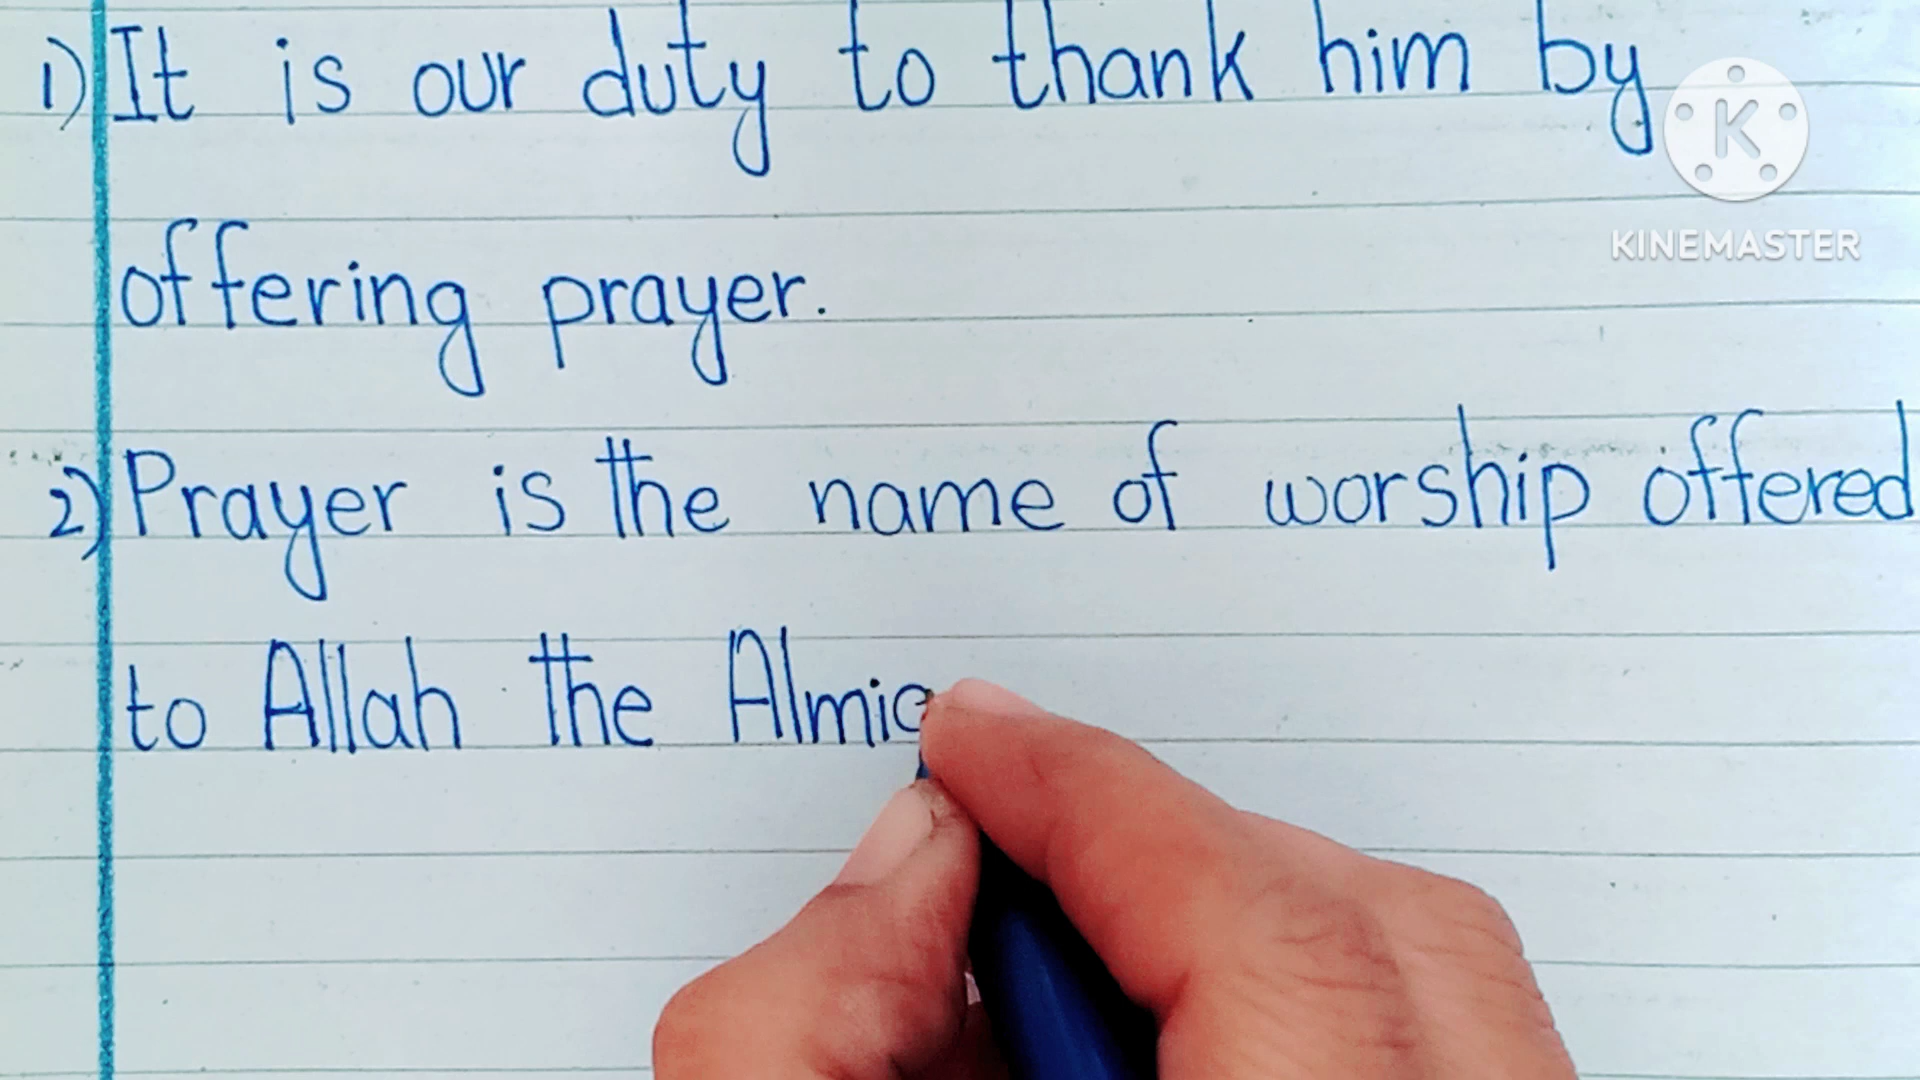 1) It is our duty to thank him by
offering prayer.
2) Prayer is the name of worship offered
to Allah the
K
KINEMASTER